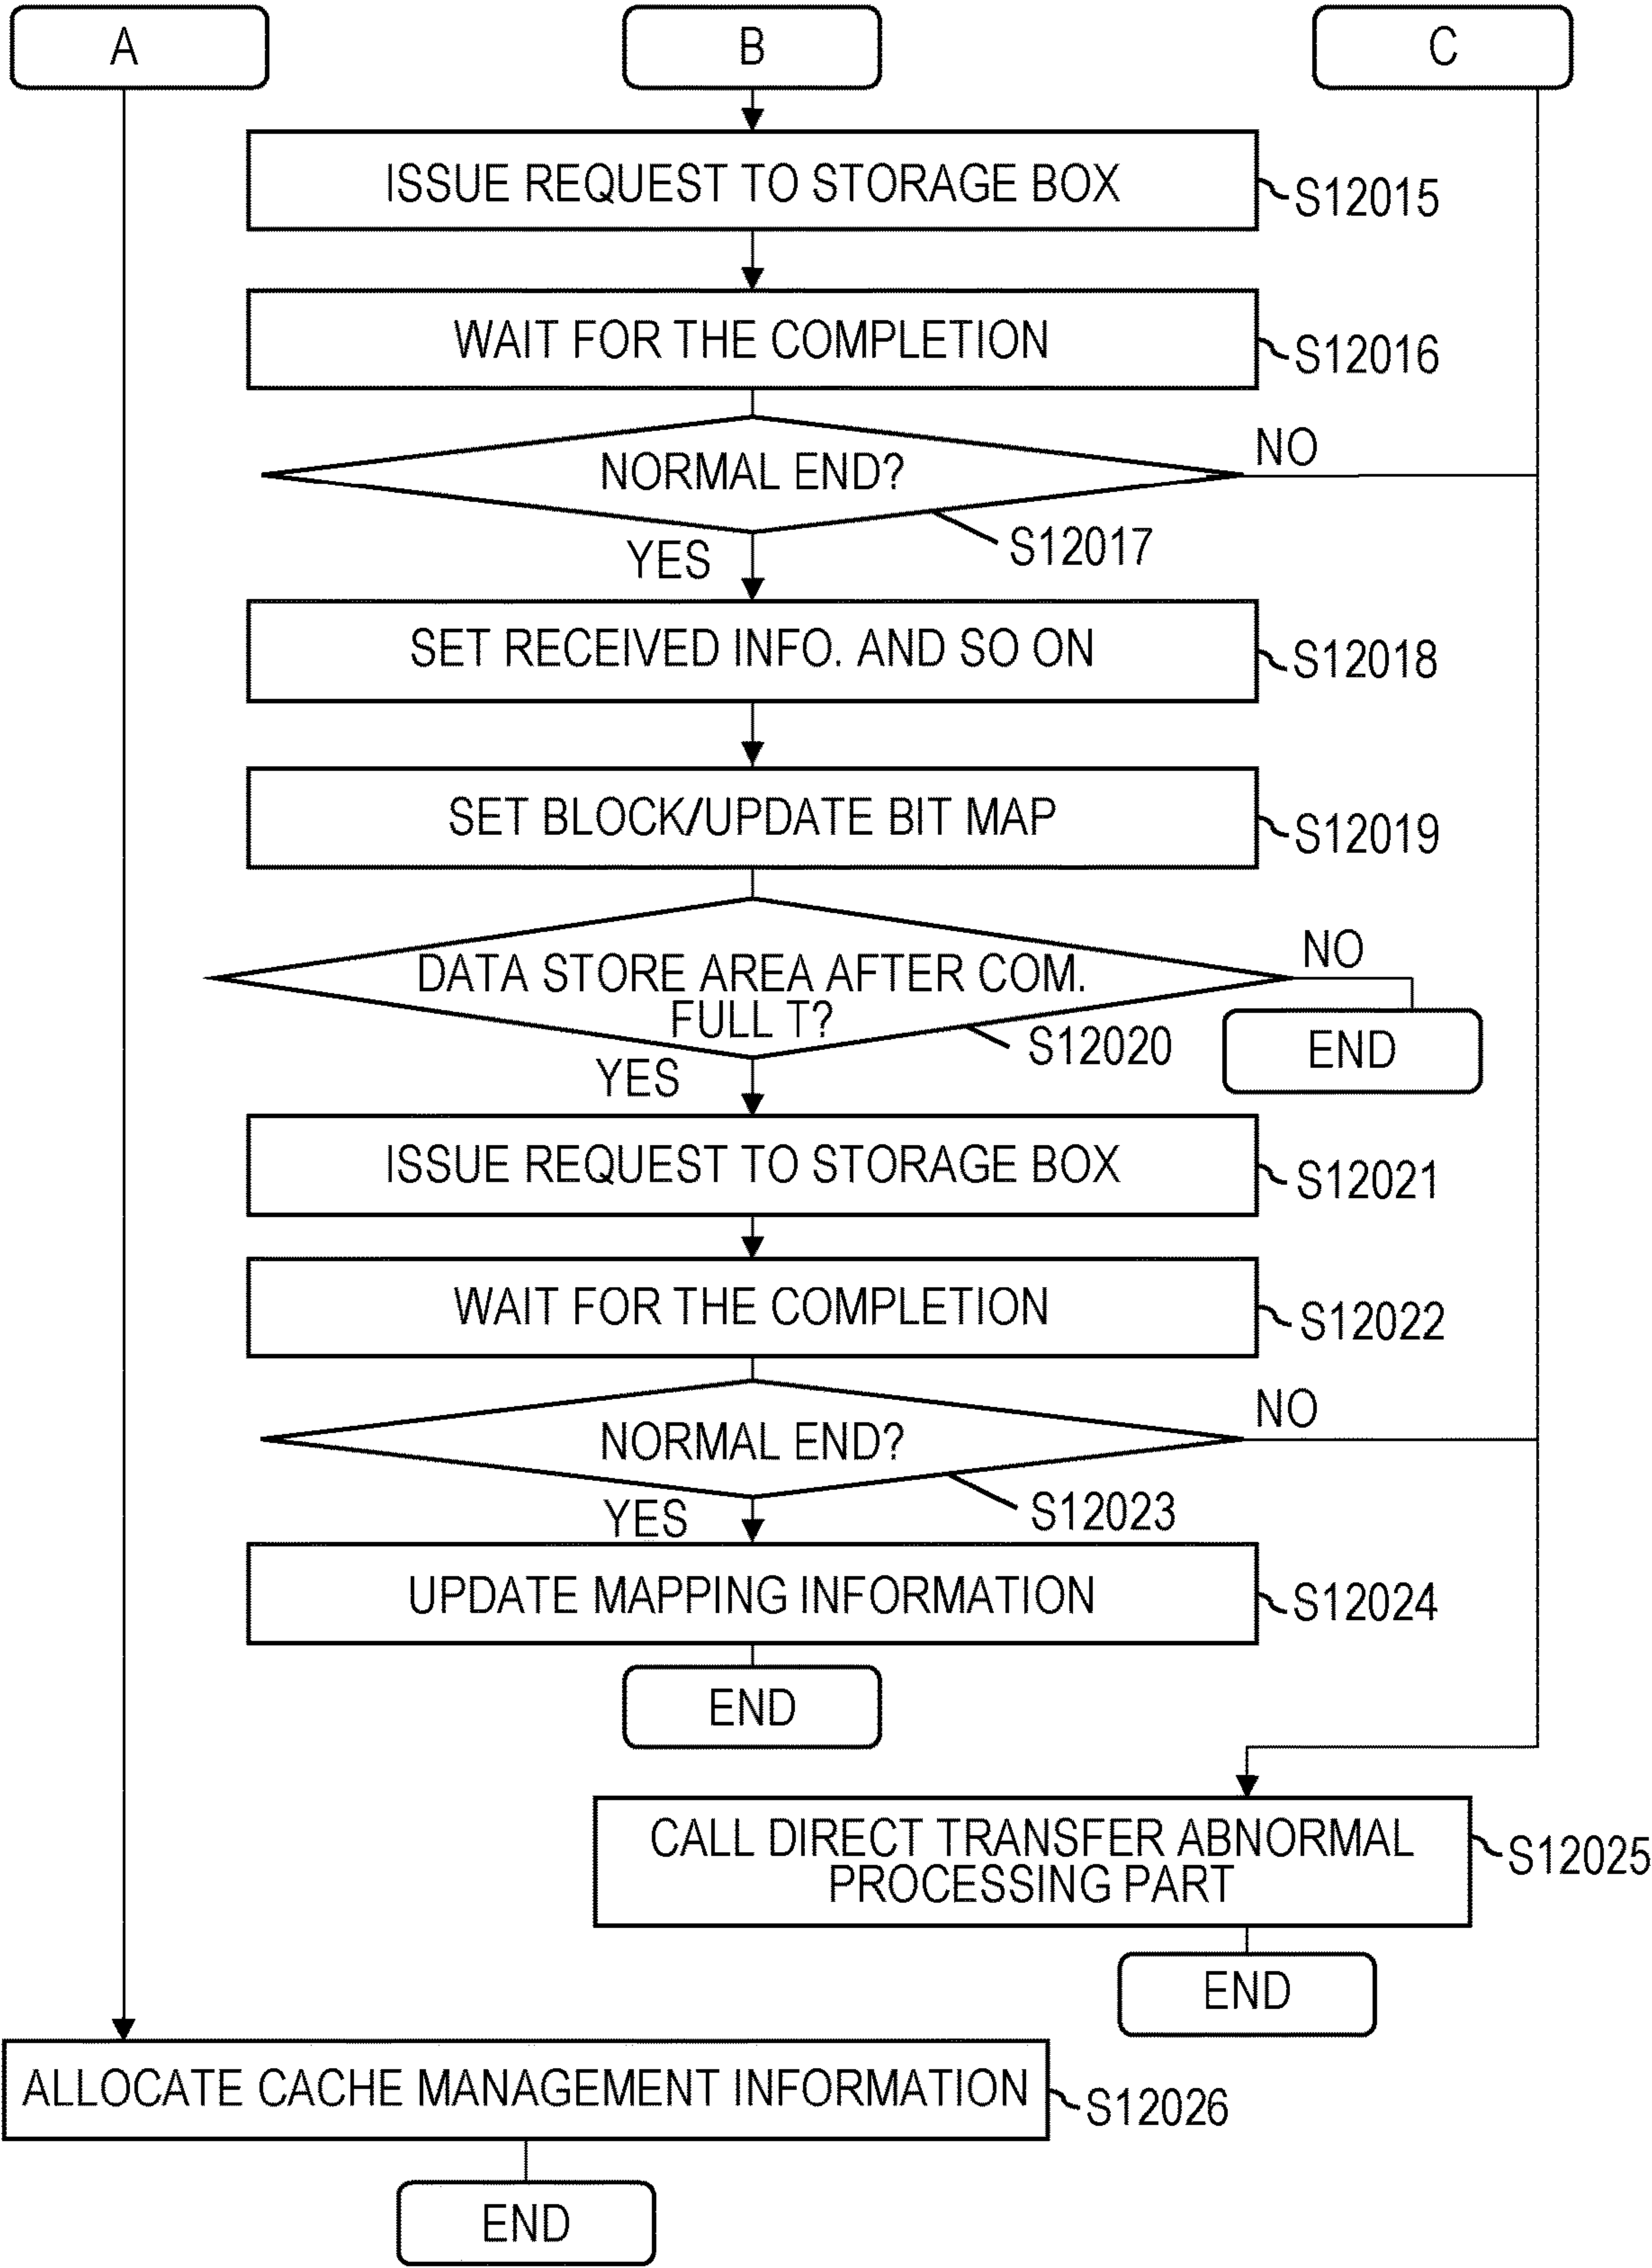 A
B
C
ISSUE REQUEST TO STORAGE BOX
S12015
WAIT FOR THE COMPLETION
S12016
NORMAL END?
NO
S12017
YES
SET RECEIVED INFO. AND SO ON
S12018
SET BLOCK/UPDATE BIT MAP
S12019
DATA STORE AREA AFTER COM.
FULL T?
NO
S12020
END
YES
ISSUE REQUEST TO STORAGE BOX
S12021
WAIT FOR THE COMPLETION
S12022
NORMAL END?
NO
S12023
YES
UPDATE MAPPING INFORMATION
S12024
END
CALL DIRECT TRANSFER ABNORMAL
PROCESSING PART
S12025
END
ALLOCATE CACHE MANAGEMENT INFORMATION
S12026
END